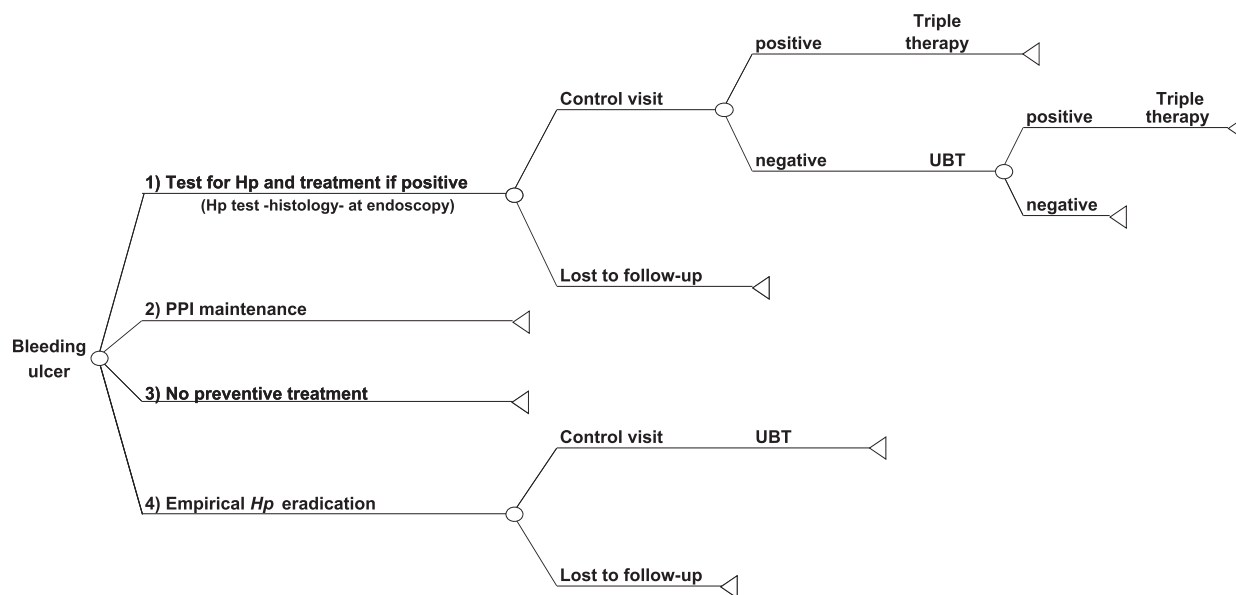 Triple
therapy
positive
Control visit
Triple
therapy
positive
negative
UBT
1) Test for Hp and treatment if positive
(Hp test -histology- at endoscopy)
negative
Lost to follow-up
2) PPI maintenance
Bleeding
ulcer
3) No preventive treatment
Control visit
UBT
4) Empirical Hp eradication
Lost to follow-up